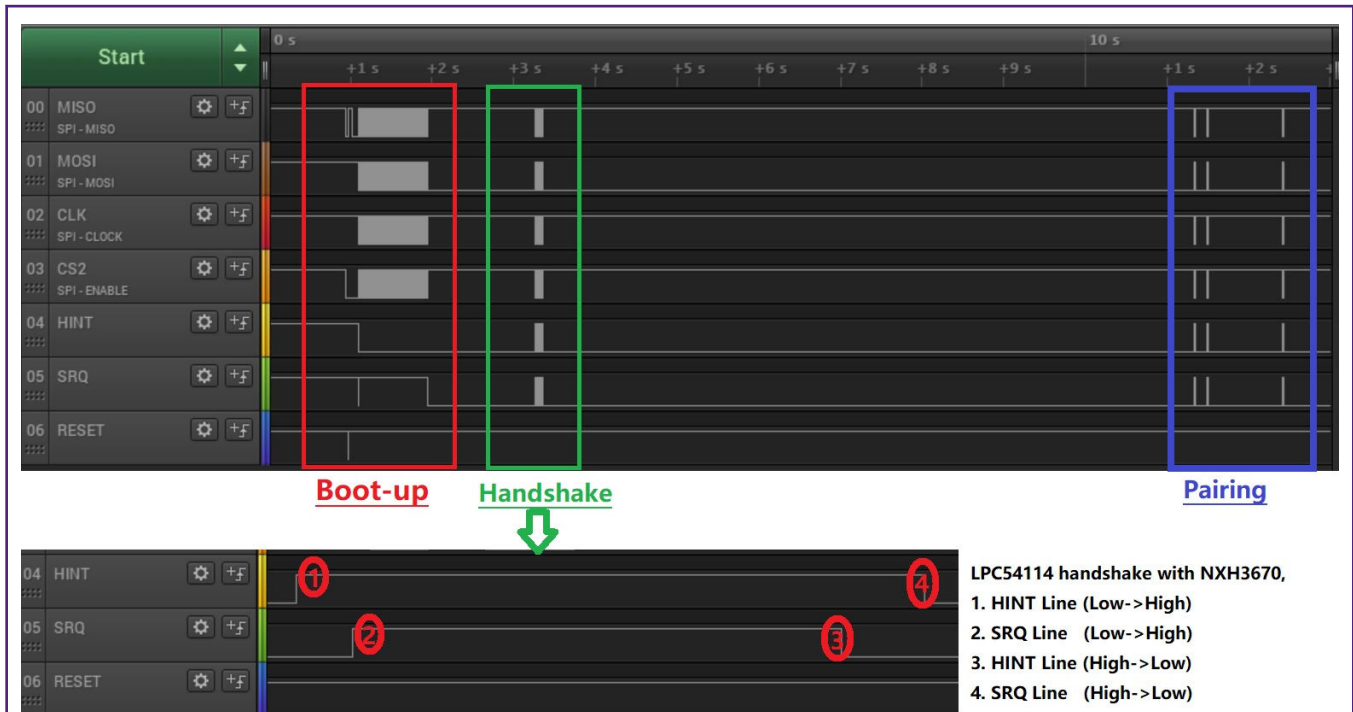 Start
0 s
10 s
+1 s +2 s +3 s +4 s +5 s +6 s +7 s +8 s +9 s +1 s +2 s
00 MISO
SPI - MISO
01 MOSI
SPI - MOSI
02 CLK
SPI - CLOCK
03 CS2
SPI - ENABLE
04 HINT
05 SRQ
06 RESET
Boot-up
Handshake
Pairing
04 HINT
1
4
05 SRQ
2
3
06 RESET
LPC54114 handshake with NXH3670,
1. HINT Line (Low->High)
2. SRQ Line (Low->High)
3. HINT Line (High->Low)
4. SRQ Line (High->Low)